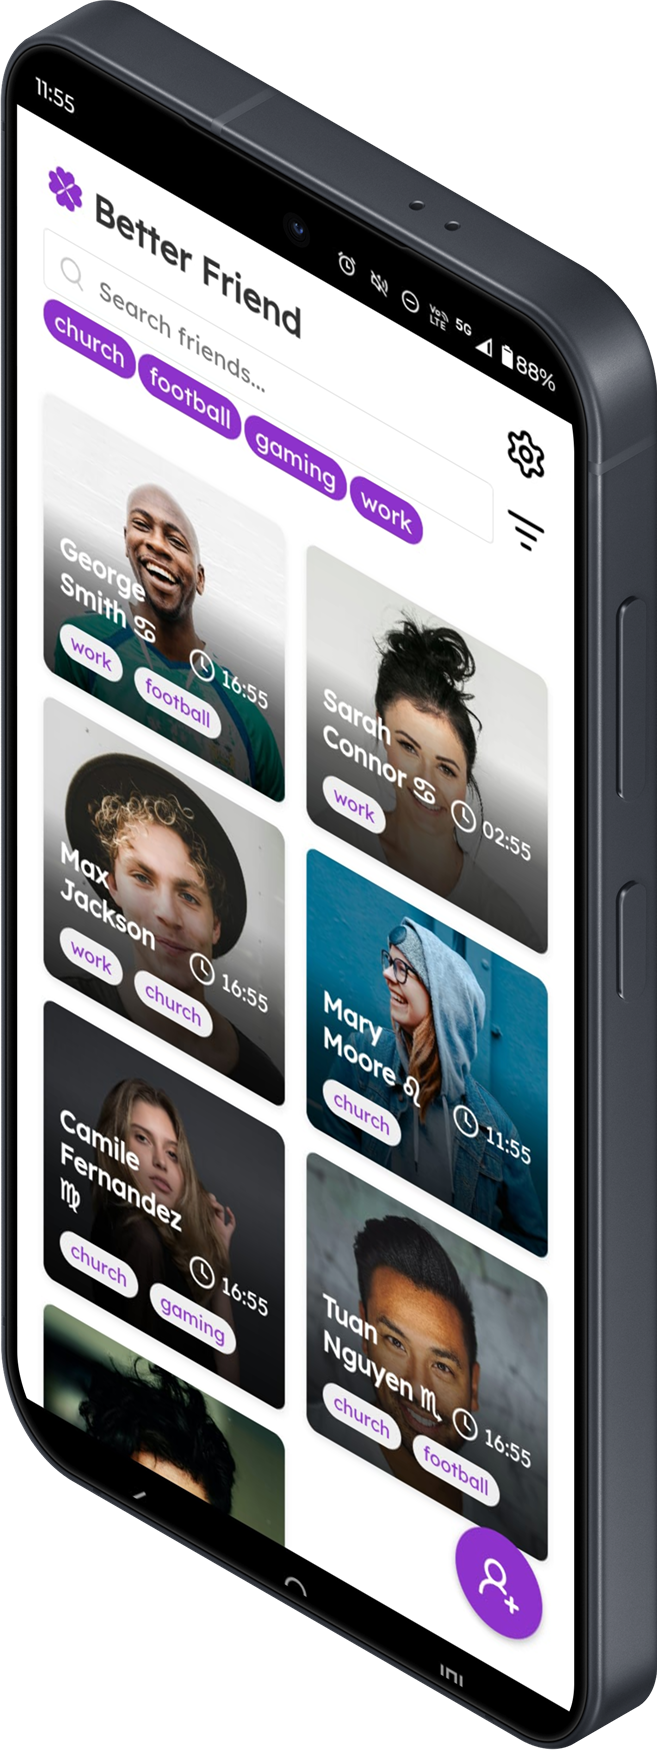 11:55
Vo))
LTE
5G
88%
Better Friend
Search friends...
church
football
gaming
work
George
Smith ♋
16:55
work
football
Sarah
Connor ♋
02:55
work
Max
Jackson
16:55
work
church
Mary
Moore ♌
11:55
church
Camile
Fernandez
♍
16:55
church
gaming
Tuan
Nguyen ♏
16:55
church
football